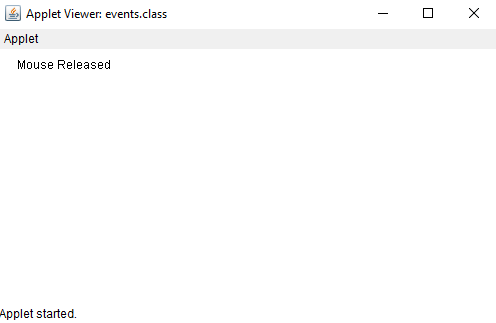 Applet Viewer: events.class
Applet
Mouse Released
Applet started.